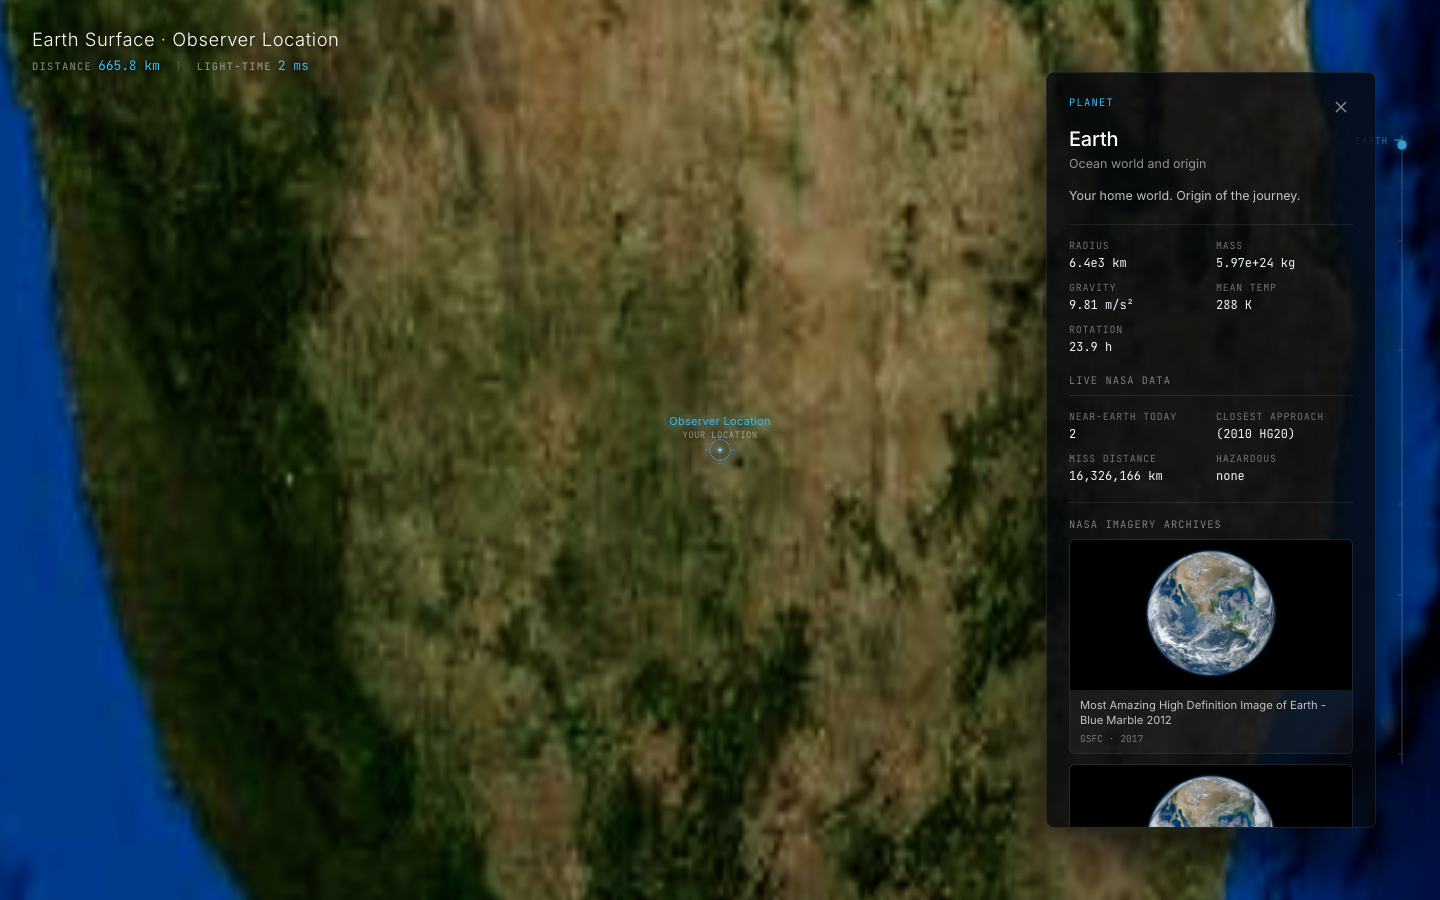 Earth Surface · Observer Location
DISTANCE 665.8 km | LIGHT-TIME 2 ms
PLANET
Earth
Ocean world and origin
Your home world. Origin of the journey.
RADIUS MASS
6.4e3 km 5.97e+24 kg
GRAVITY MEAN TEMP
9.81 m/s² 288 K
ROTATION
23.9 h
LIVE NASA DATA
NEAR-EARTH TODAY CLOSEST APPROACH
2 (2010 HG20)
MISS DISTANCE HAZARDOUS
16,326,166 km none
NASA IMAGERY ARCHIVES
Most Amazing High Definition Image of Earth -
Blue Marble 2012
GSFC · 2017
EARTH
Observer Location
YOUR LOCATION